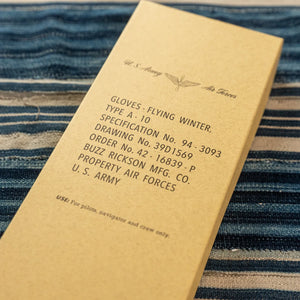 U.S. Army Air Forces
GLOVES · FLYING WINTER,
TYPE A · 10
SPECIFICATION No. 94 · 3093
DRAWING No. 39D1569
ORDER No. 42 · 16839 · P
BUZZ RICKSON MFG. CO.
PROPERTY AIR FORCES
U.S. ARMY
USE: For pilots, navigator and crew only.